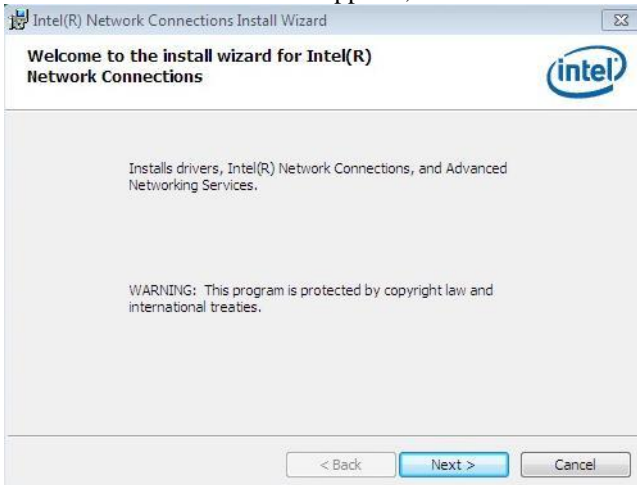 Intel(R) Network Connections Install Wizard
Welcome to the install wizard for Intel(R)
Network Connections
intel
Installs drivers, Intel(R) Network Connections, and Advanced
Networking Services.
WARNING: This program is protected by copyright law and
international treaties.
< Back
Next >
Cancel